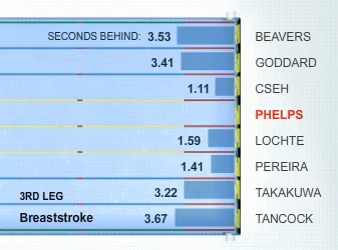 SECONDS BEHIND: 3.53 BEAVERS
3.41 GODDARD
1.11 CSEH
PHELPS
1.59 LOCHTE
1.41 PEREIRA
3RD LEG 3.22 TAKAKUWA
Breaststroke 3.67 TANCOCK